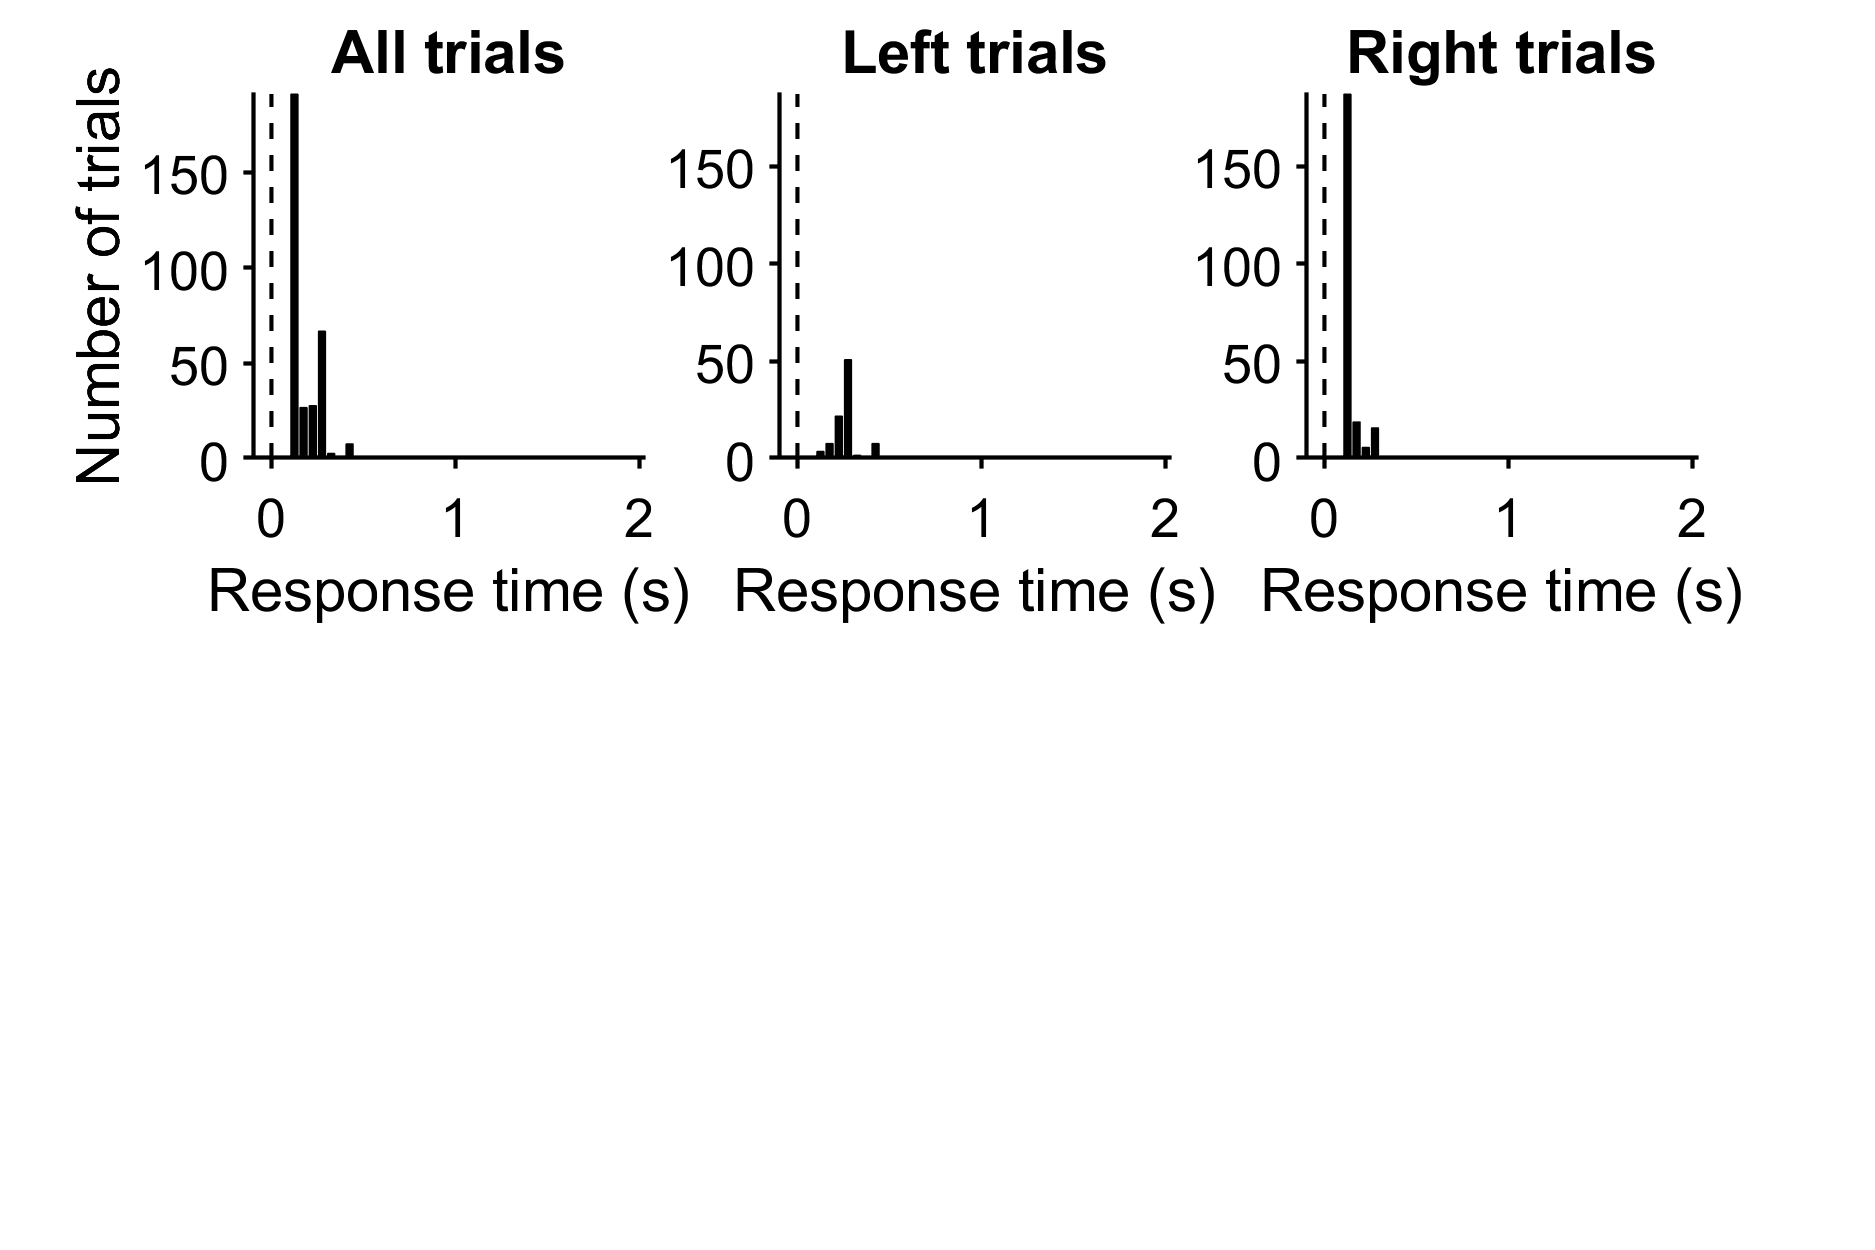 All trials Left trials Right trials
Number of trials
150 150 150
100 100 100
50 50 50
0 0 0
0 1 2 0 1 2 0 1 2
Response time (s) Response time (s) Response time (s)